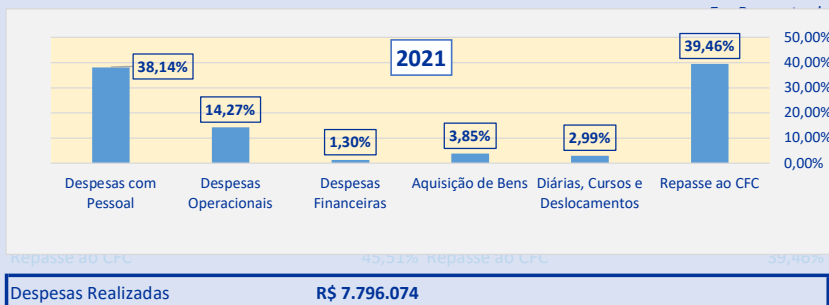 2021
50,00%
40,00%
30,00%
20,00%
10,00%
0,00%
38,14%
14,27%
1,30%
3,85%
2,99%
39,46%
Despesas com Pessoal
Despesas Operacionais
Despesas Financeiras
Aquisição de Bens
Diárias, Cursos e Deslocamentos
Repasse ao CFC
Repasse ao CFC 45,51% Repasse ao CFC 39,46%
Despesas Realizadas R$ 7.796.074